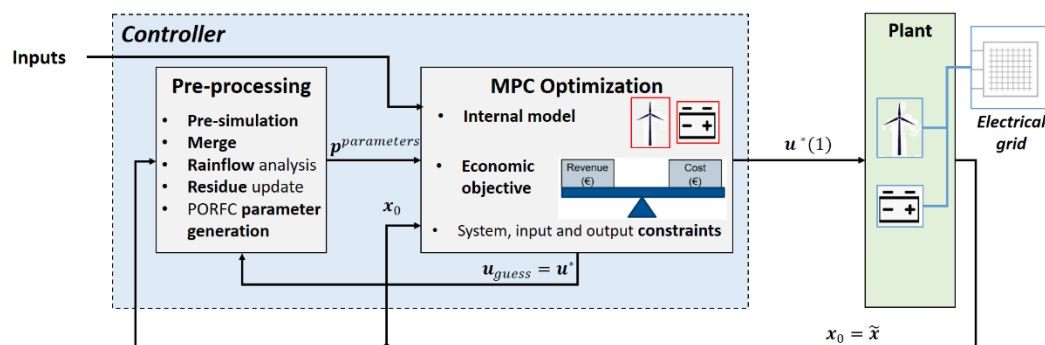 Controller
Inputs
Pre-processing
• Pre-simulation
• Merge
• Rainflow analysis
• Residue update
• PORFC parameter
generation
p^parameters
x₀
MPC Optimization
• Internal model
• Economic
objective
Revenue
(€)
Cost
(€)
• System, input and output constraints
u_guess = u*
u*(1)
Plant
Electrical
grid
x₀ = x̃